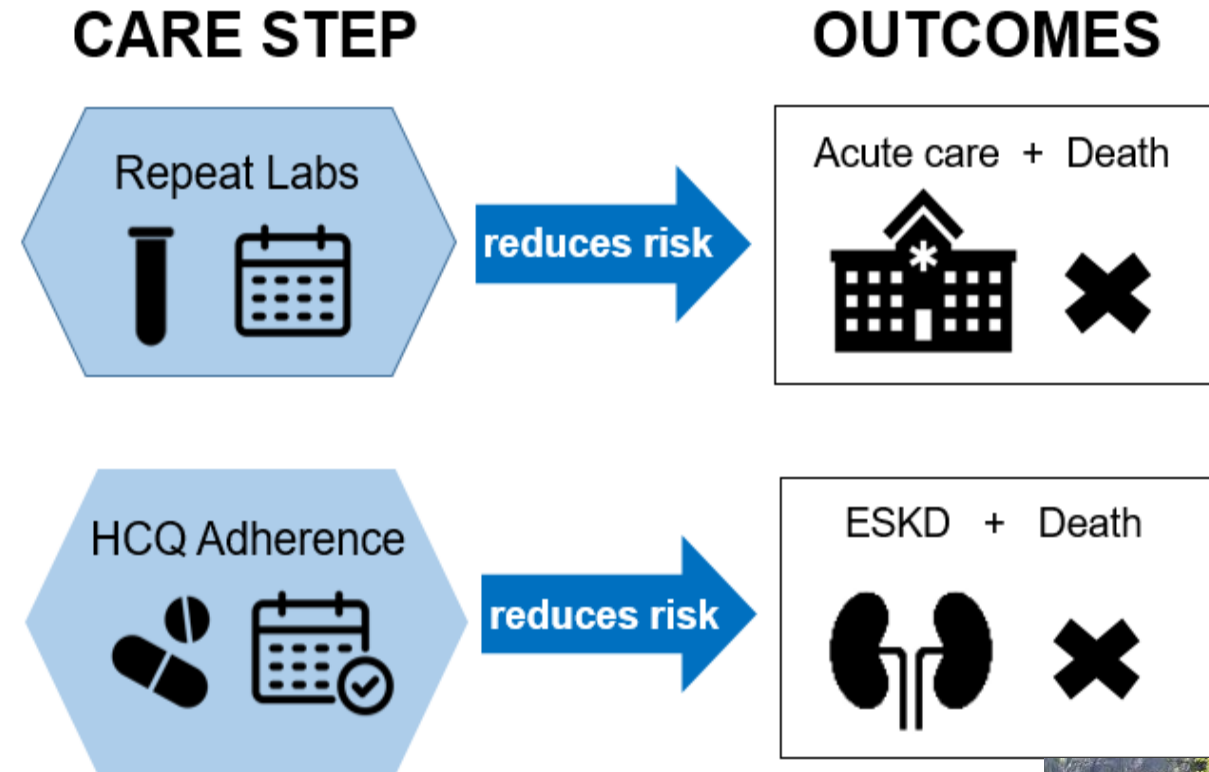 CARE STEP
OUTCOMES
Repeat Labs
reduces risk
Acute care + Death
HCQ Adherence
reduces risk
ESKD + Death